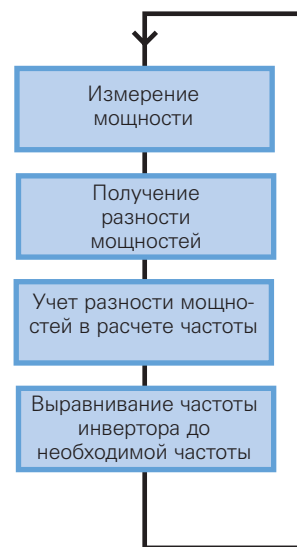 Измерение
мощности
Получение
разности
мощностей
Учет разности мощно-
стей в расчете частоты
Выравнивание частоты
инвертора до
необходимой частоты